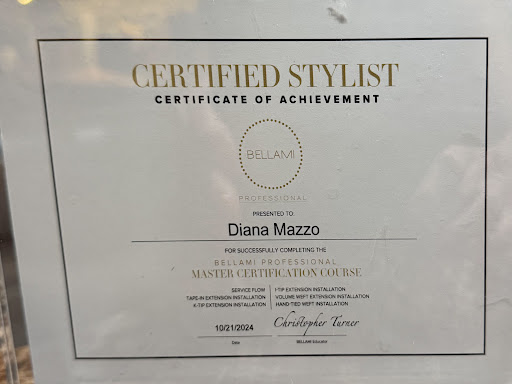 CERTIFIED STYLIST
CERTIFICATE OF ACHIEVEMENT
BELLAMI
PROFESSIONAL
PRESENTED TO
Diana Mazzo
FOR SUCCESSFULLY COMPLETING THE
BELLAMI PROFESSIONAL
MASTER CERTIFICATION COURSE
SERVICE FLOW
TAPE-IN EXTENSION INSTALLATION
K-TIP EXTENSION INSTALLATION
I-TIP EXTENSION INSTALLATION
VOLUME WEFT EXTENSION INSTALLATION
HAND-TIED WEFT INSTALLATION
10/21/2024
Christopher Turner
Date
BELLAMI Educator